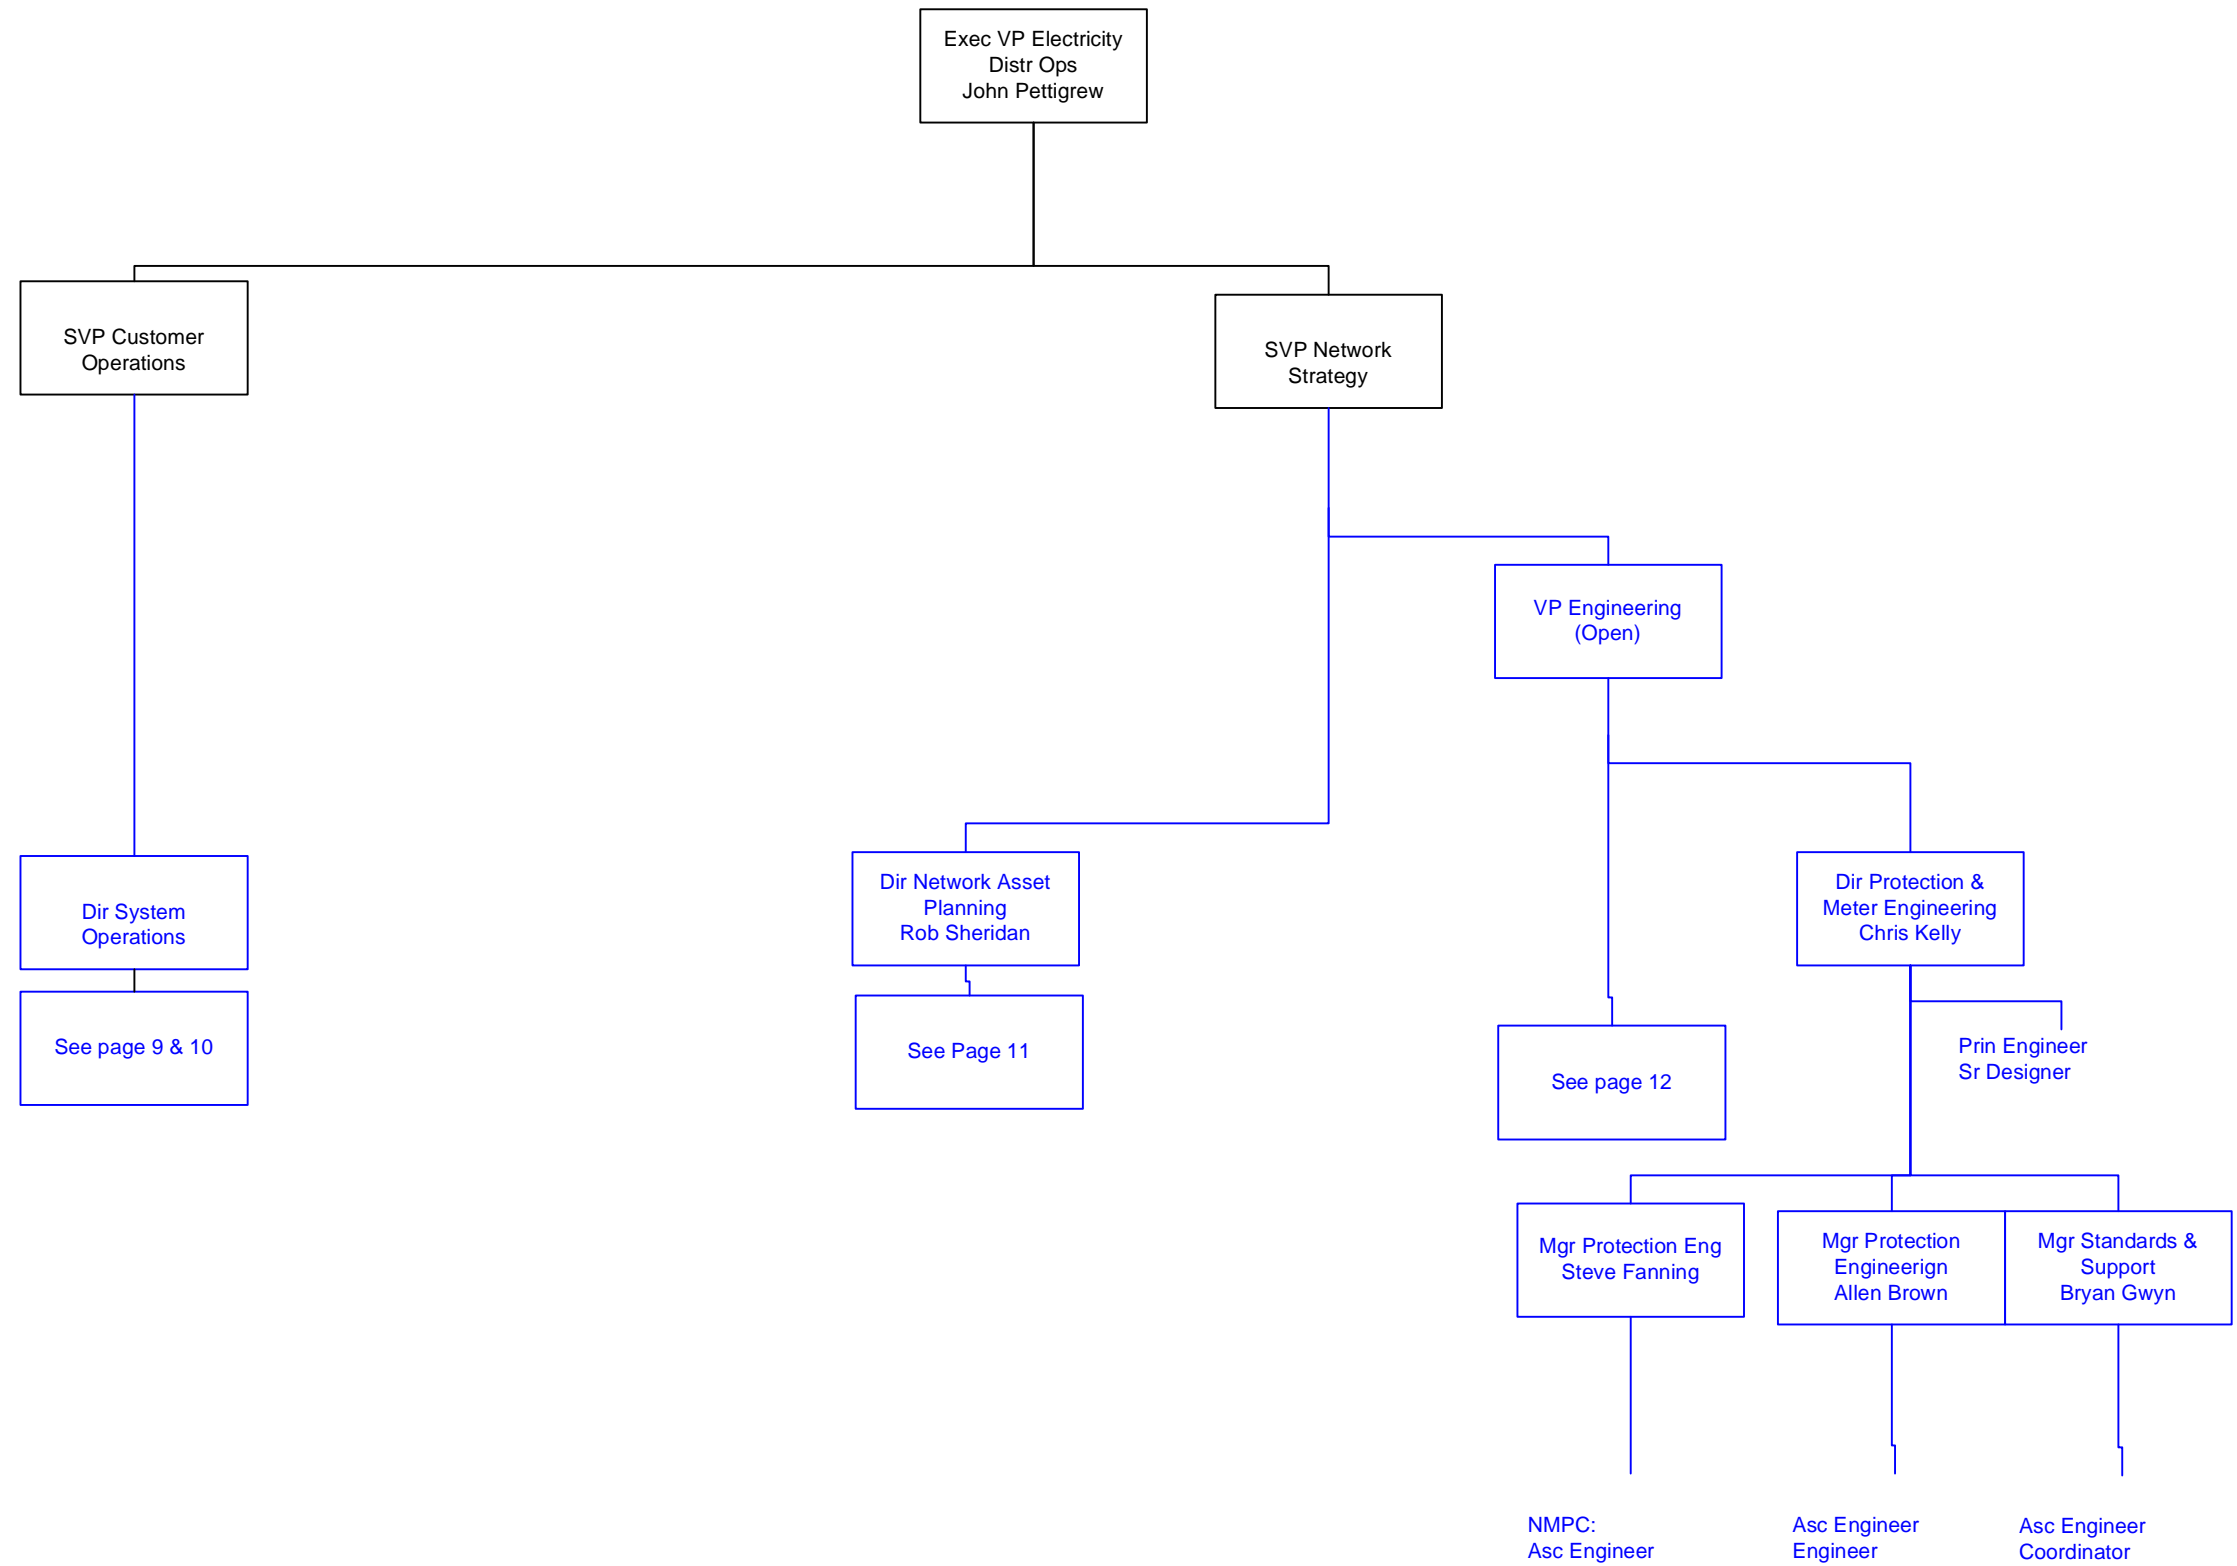 Exec VP Electricity
Distr Ops
John Pettigrew
SVP Customer
Operations
SVP Network
Strategy
VP Engineering
(Open)
Dir System
Operations
Dir Network Asset
Planning
Rob Sheridan
Dir Protection &
Meter Engineering
Chris Kelly
See page 9 & 10
See Page 11
See page 12
Prin Engineer
Sr Designer
Mgr Protection Eng
Steve Fanning
Mgr Protection
Engineerign
Allen Brown
Mgr Standards &
Support
Bryan Gwyn
NMPC:
Asc Engineer
Asc Engineer
Engineer
Asc Engineer
Coordinator